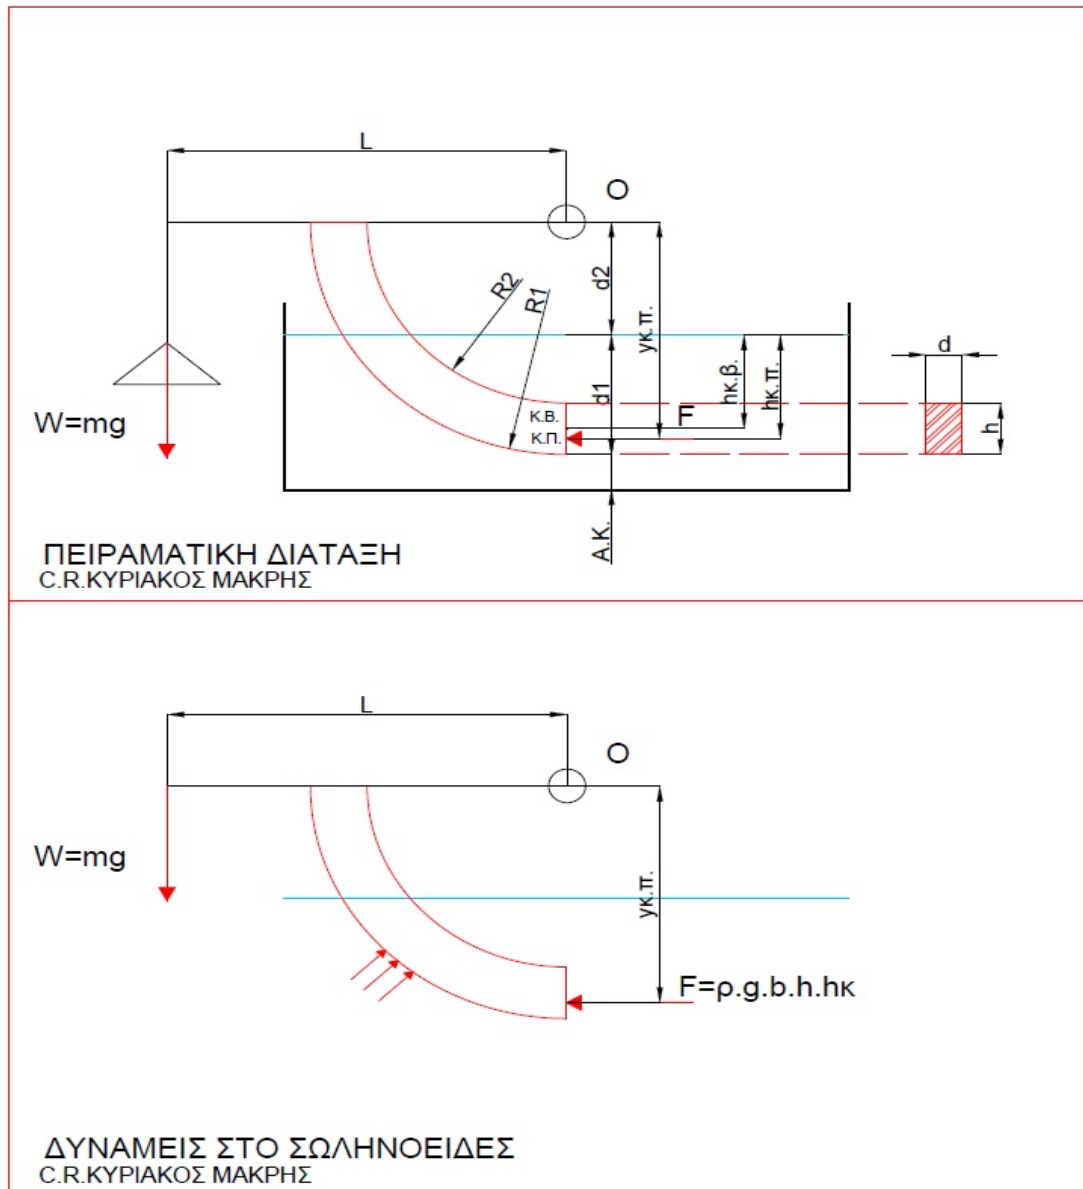 L
O
R2
R1
d2
yκ.π.
d1
hκ.β.
hκ.π.
d
h
Κ.Β.
F
Κ.Π.
W=mg
Α.Κ.
ΠΕΙΡΑΜΑΤΙΚΗ ΔΙΑΤΑΞΗ
C.R.ΚΥΡΙΑΚΟΣ ΜΑΚΡΗΣ
L
O
W=mg
yκ.π.
F=ρ.g.b.h.hκ
ΔΥΝΑΜΕΙΣ ΣΤΟ ΣΩΛΗΝΟΕΙΔΕΣ
C.R.ΚΥΡΙΑΚΟΣ ΜΑΚΡΗΣ